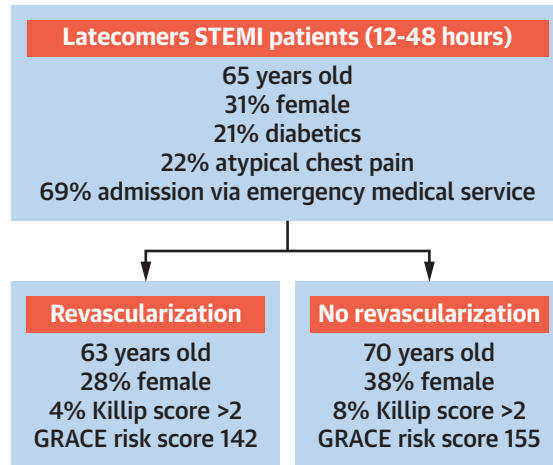 Latecomers STEMI patients (12-48 hours)
65 years old
31% female
21% diabetics
22% atypical chest pain
69% admission via emergency medical service
Revascularization
63 years old
28% female
4% Killip score >2
GRACE risk score 142
No revascularization
70 years old
38% female
8% Killip score >2
GRACE risk score 155